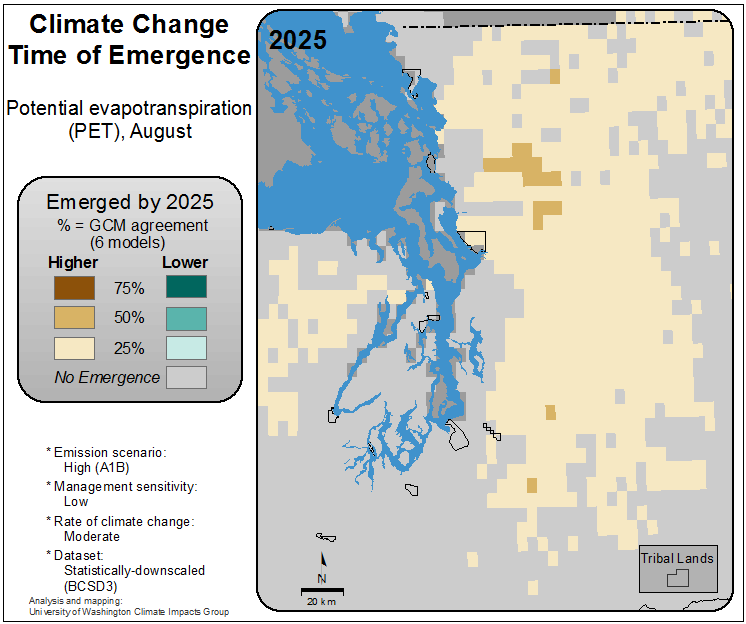 Climate Change
Time of Emergence
Potential evapotranspiration
(PET), August
Emerged by 2025
% = GCM agreement
(6 models)
Higher Lower
75%
50%
25%
No Emergence
* Emission scenario:
High (A1B)
* Management sensitivity:
Low
* Rate of climate change:
Moderate
* Dataset:
Statistically-downscaled
(BCSD3)
Analysis and mapping:
University of Washington Climate Impacts Group
2025
N
20 km
Tribal Lands